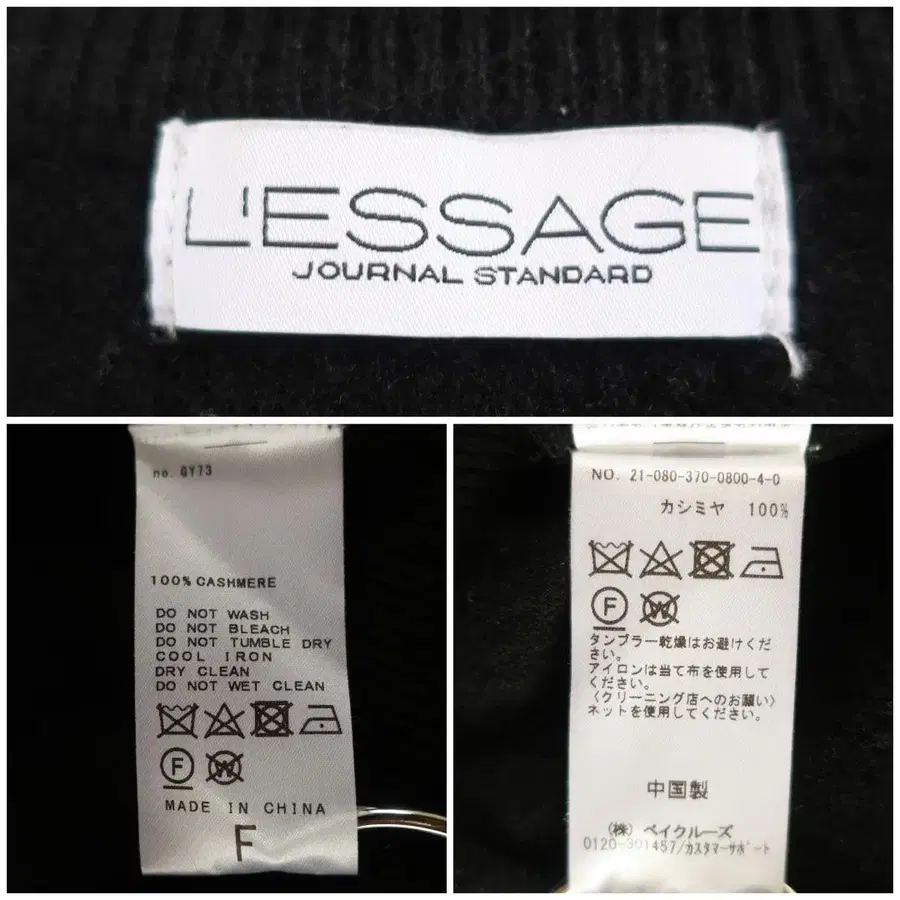 L'ESSAGE
JOURNAL STANDARD
no. GY73
100% CASHMERE
DO NOT WASH
DO NOT BLEACH
DO NOT TUMBLE DRY
COOL IRON
DRY CLEAN
DO NOT WET CLEAN
F W
MADE IN CHINA
F
NO. 21-080-370-0800-4-0
カシミヤ 100%
F W
タンブラー乾燥はお避けくだ
さい。
アイロンは当て布を使用して
ください。
〈クリーニング店へのお願い〉
ネットを使用してください。
中国製
(株) ベイクルーズ
0120-301457/カスタマーサポート